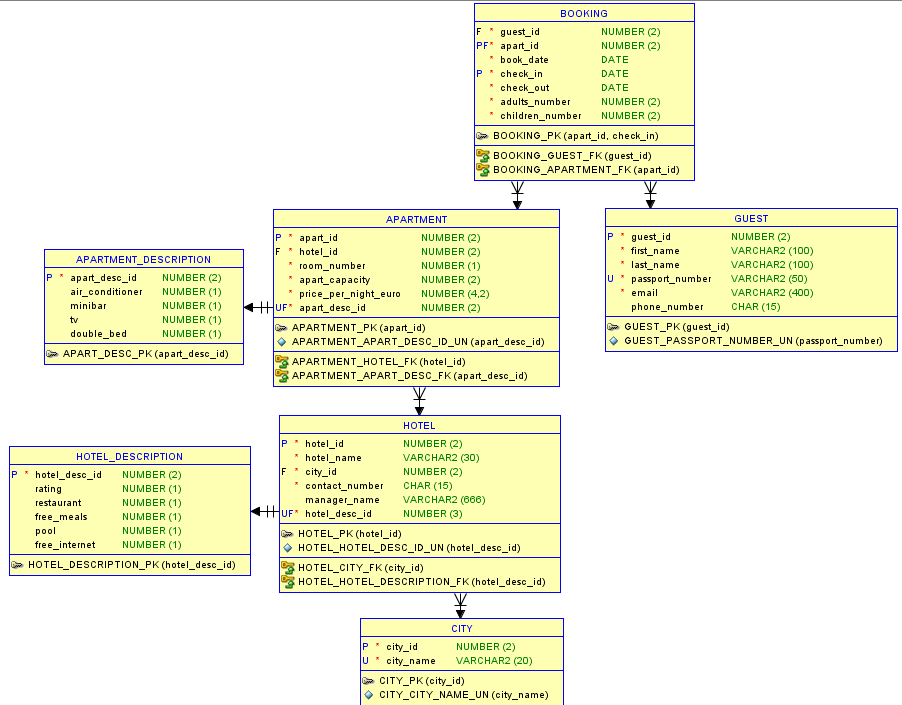 BOOKING
F * guest_id NUMBER (2)
PF* apart_id NUMBER (2)
* book_date DATE
P * check_in DATE
* check_out DATE
* adults_number NUMBER (2)
* children_number NUMBER (2)
BOOKING_PK (apart_id, check_in)
BOOKING_GUEST_FK (guest_id)
BOOKING_APARTMENT_FK (apart_id)
APARTMENT
P * apart_id NUMBER (2)
F * hotel_id NUMBER (2)
* room_number NUMBER (1)
* apart_capacity NUMBER (2)
* price_per_night_euro NUMBER (4,2)
UF* apart_desc_id NUMBER (2)
APARTMENT_PK (apart_id)
APARTMENT_APART_DESC_ID_UN (apart_desc_id)
APARTMENT_HOTEL_FK (hotel_id)
APARTMENT_APART_DESC_FK (apart_desc_id)
GUEST
P * guest_id NUMBER (2)
* first_name VARCHAR2 (100)
* last_name VARCHAR2 (100)
U * passport_number VARCHAR2 (50)
* email VARCHAR2 (400)
phone_number CHAR (15)
GUEST_PK (guest_id)
GUEST_PASSPORT_NUMBER_UN (passport_number)
APARTMENT_DESCRIPTION
P * apart_desc_id NUMBER (2)
air_conditioner NUMBER (1)
minibar NUMBER (1)
tv NUMBER (1)
double_bed NUMBER (1)
APART_DESC_PK (apart_desc_id)
HOTEL
P * hotel_id NUMBER (2)
* hotel_name VARCHAR2 (30)
F * city_id NUMBER (2)
* contact_number CHAR (15)
manager_name VARCHAR2 (666)
UF* hotel_desc_id NUMBER (3)
HOTEL_PK (hotel_id)
HOTEL_HOTEL_DESC_ID_UN (hotel_desc_id)
HOTEL_CITY_FK (city_id)
HOTEL_HOTEL_DESCRIPTION_FK (hotel_desc_id)
HOTEL_DESCRIPTION
P * hotel_desc_id NUMBER (2)
rating NUMBER (1)
restaurant NUMBER (1)
free_meals NUMBER (1)
pool NUMBER (1)
free_internet NUMBER (1)
HOTEL_DESCRIPTION_PK (hotel_desc_id)
CITY
P * city_id NUMBER (2)
U * city_name VARCHAR2 (20)
CITY_PK (city_id)
CITY_CITY_NAME_UN (city_name)